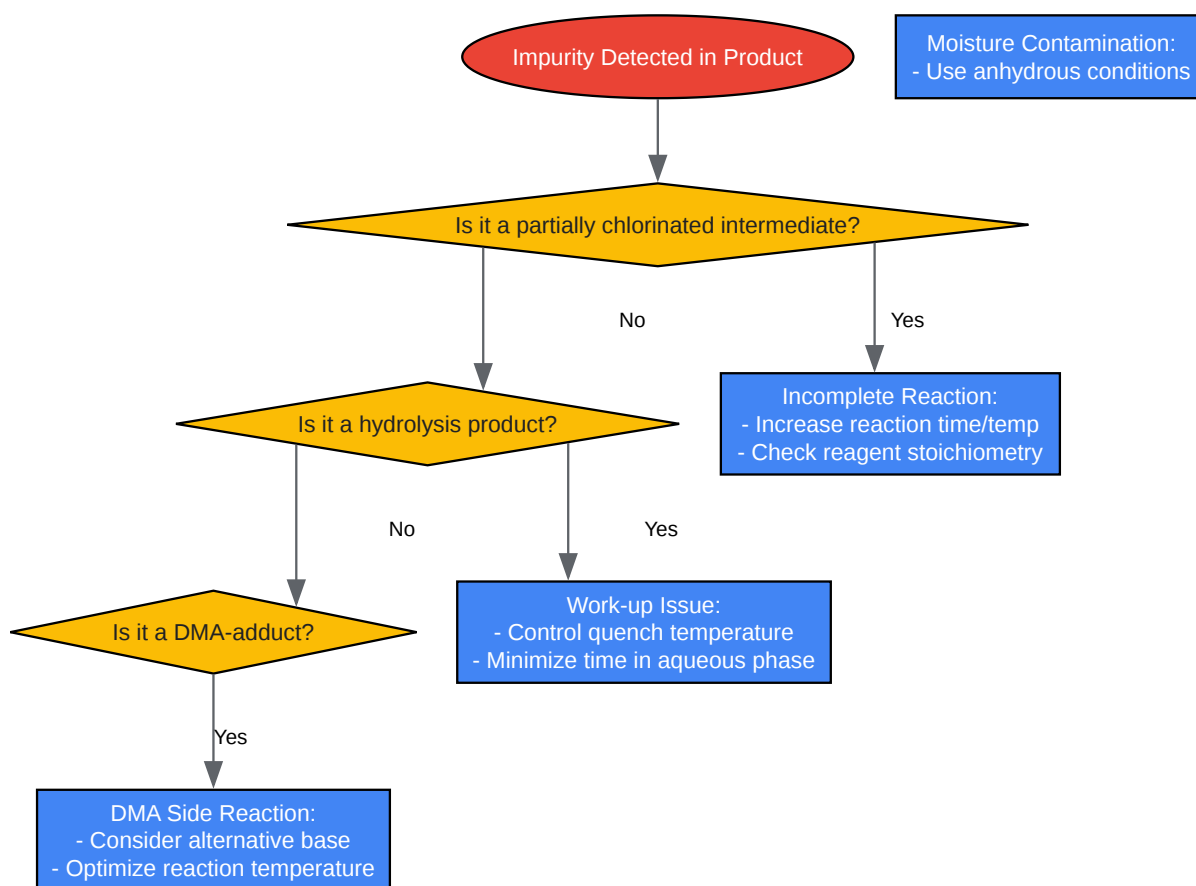 Impurity Detected in Product
Moisture Contamination:
- Use anhydrous conditions
Is it a partially chlorinated intermediate?
No
Yes
Is it a hydrolysis product?
Incomplete Reaction:
- Increase reaction time/temp
- Check reagent stoichiometry
No
Yes
Is it a DMA-adduct?
Work-up Issue:
- Control quench temperature
- Minimize time in aqueous phase
Yes
DMA Side Reaction:
- Consider alternative base
- Optimize reaction temperature